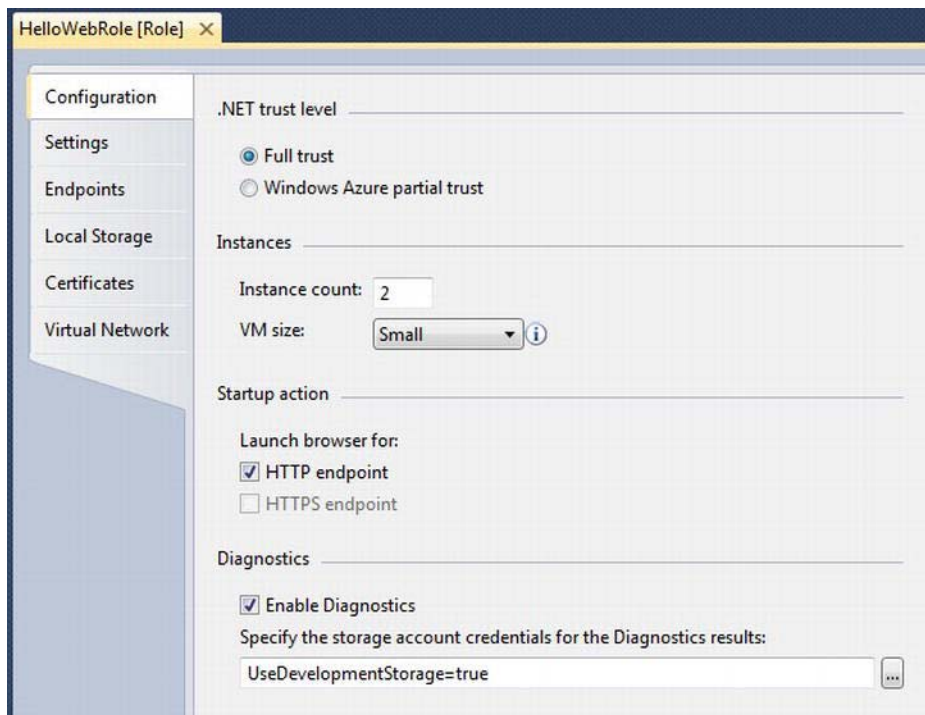 HelloWebRole [Role]
Configuration
Settings
Endpoints
Local Storage
Certificates
Virtual Network
.NET trust level
Full trust
Windows Azure partial trust
Instances
Instance count: 2
VM size: Small
Startup action
Launch browser for:
HTTP endpoint
HTTPS endpoint
Diagnostics
Enable Diagnostics
Specify the storage account credentials for the Diagnostics results:
UseDevelopmentStorage=true ...